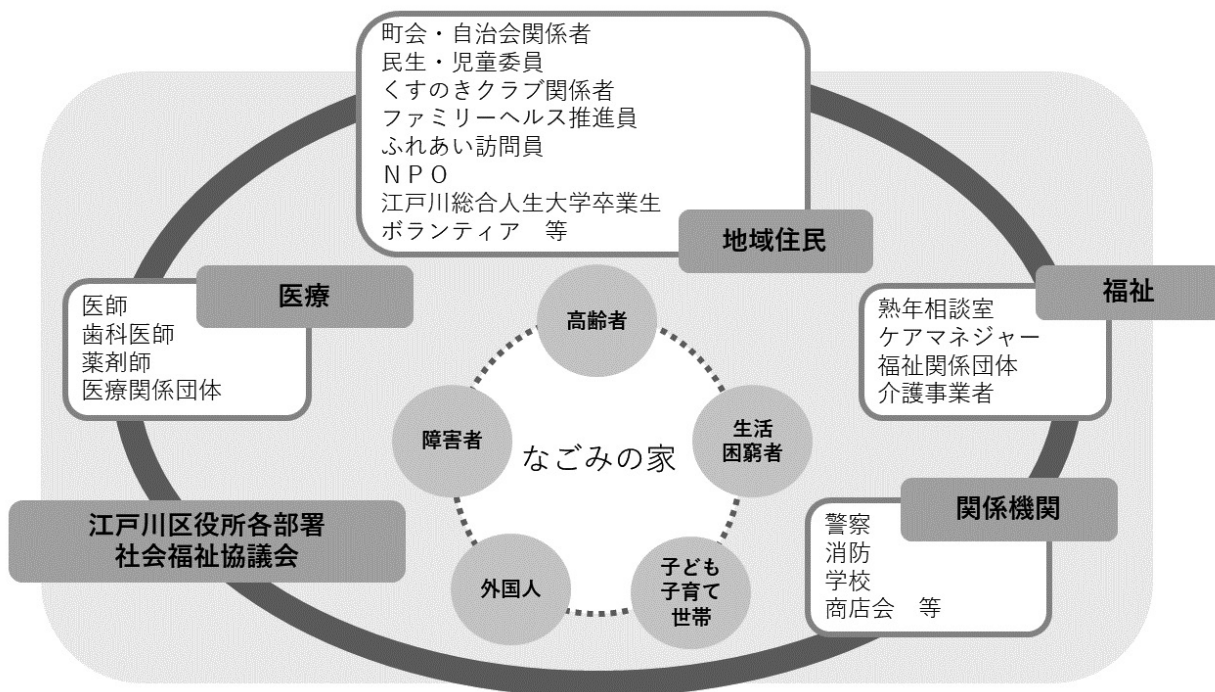 町会・自治会関係者
民生・児童委員
くすのきクラブ関係者
ファミリーヘルス推進員
ふれあい訪問員
ＮＰＯ
江戸川総合人生大学卒業生
ボランティア　等
地域住民
医療
医師
歯科医師
薬剤師
医療関係団体
福祉
熟年相談室
ケアマネジャー
福祉関係団体
介護事業者
高齢者
障害者
生活
困窮者
なごみの家
外国人
子ども
子育て
世帯
江戸川区役所各部署
社会福祉協議会
関係機関
警察
消防
学校
商店会　等